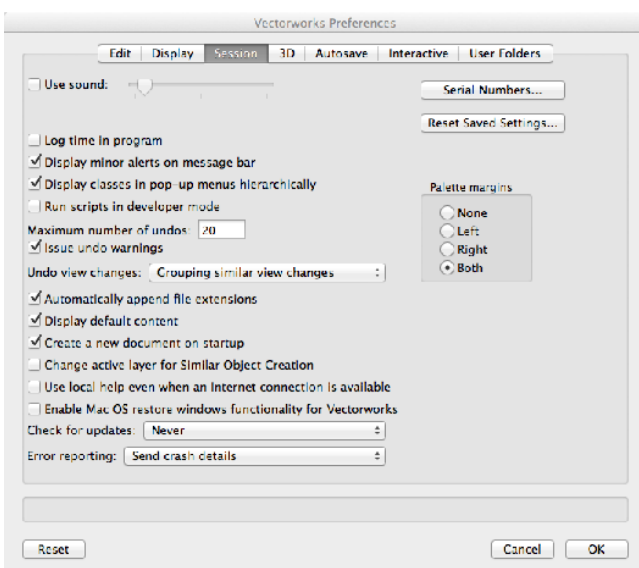 Vectorworks Preferences
Edit Display Session 3D Autosave Interactive User Folders
Use sound:
Serial Numbers...
Reset Saved Settings...
Log time in program
Display minor alerts on message bar
Display classes in pop-up menus hierarchically
Palette margins
Run scripts in developer mode
None
Maximum number of undos: 20
Left
Issue undo warnings
Right
Undo view changes: Grouping similar view changes
Both
Automatically append file extensions
Display default content
Create a new document on startup
Change active layer for Similar Object Creation
Use local help even when an internet connection is available
Enable Mac OS restore windows functionality for Vectorworks
Check for updates: Never
Error reporting: Send crash details
Reset Cancel OK